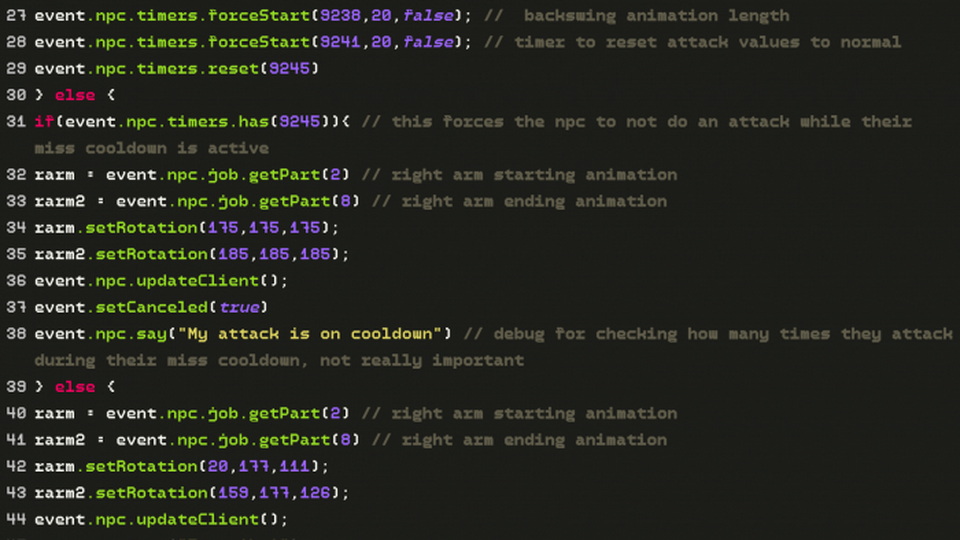 27 event.npc.timers.forceStart(9238,20,false); //  backswing animation length
28 event.npc.timers.forceStart(9241,20,false); // timer to reset attack values to normal
29 event.npc.timers.reset(9245)
30 } else {
31 if(event.npc.timers.has(9245)){ // this forces the npc to not do an attack while their
miss cooldown is active
32 rarm = event.npc.job.getPart(2) // right arm starting animation
33 rarm2 = event.npc.job.getPart(8) // right arm ending animation
34 rarm.setRotation(175,175,175);
35 rarm2.setRotation(185,185,185);
36 event.npc.updateClient();
37 event.setCanceled(true)
38 event.npc.say("My attack is on cooldown") // debug for checking how many times they attack
during their miss cooldown, not really important
39 } else {
40 rarm = event.npc.job.getPart(2) // right arm starting animation
41 rarm2 = event.npc.job.getPart(8) // right arm ending animation
42 rarm.setRotation(20,177,111);
43 rarm2.setRotation(159,177,126);
44 event.npc.updateClient();